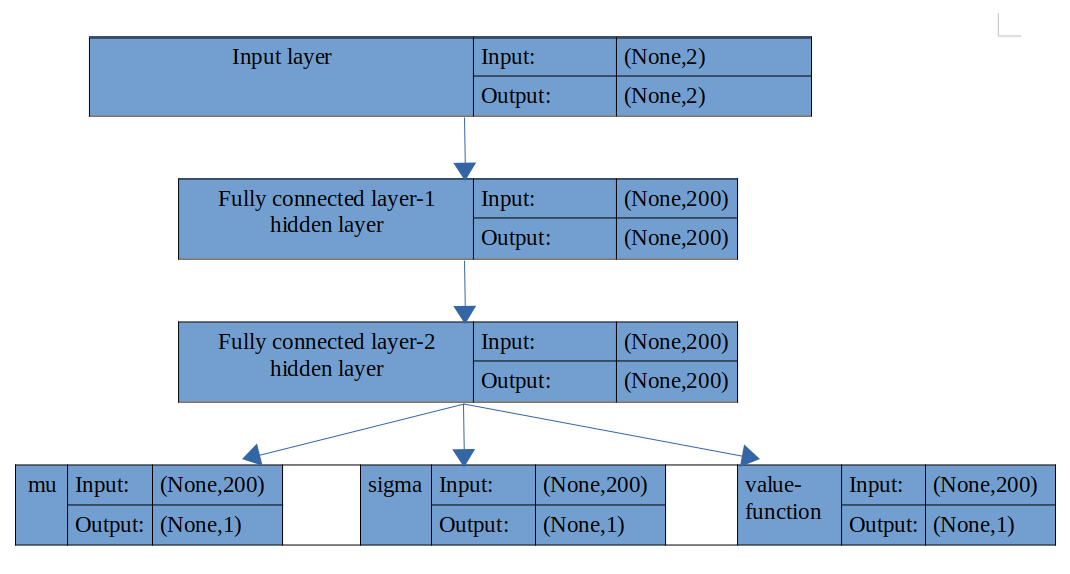 Input layer
Input: (None,2)
Output: (None,2)
Fully connected layer-1
hidden layer
Input: (None,200)
Output: (None,200)
Fully connected layer-2
hidden layer
Input: (None,200)
Output: (None,200)
mu
Input: (None,200)
Output: (None,1)
sigma
Input: (None,200)
Output: (None,1)
value-
function
Input: (None,200)
Output: (None,1)